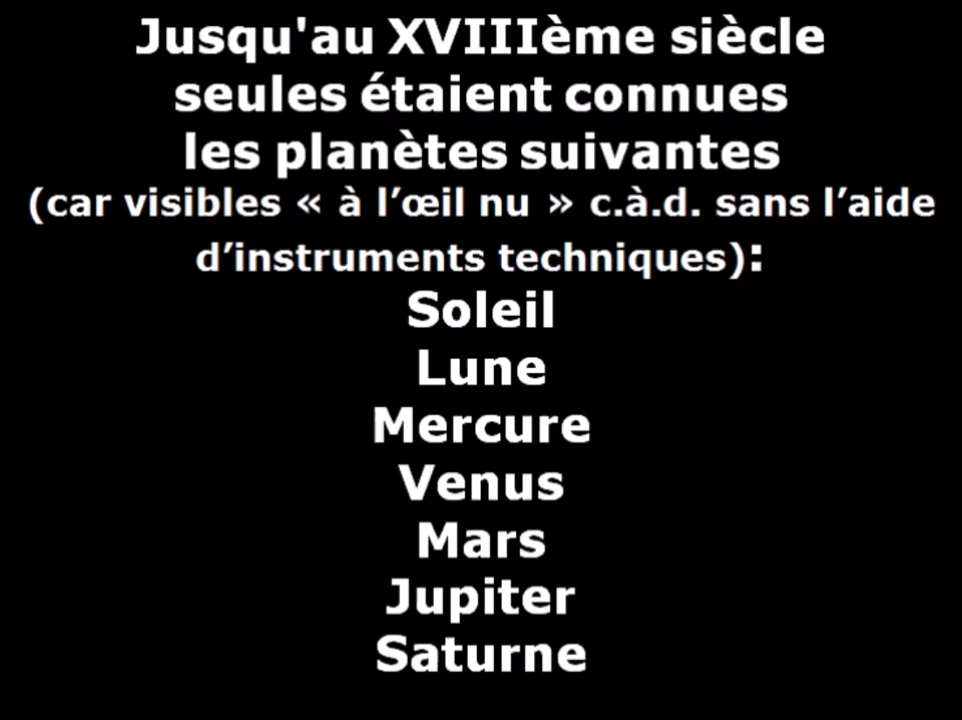 Jusqu'au XVIIIème siècle
seules étaient connues
les planètes suivantes
(car visibles « à l’œil nu » c.à.d. sans l’aide
d’instruments techniques):
Soleil
Lune
Mercure
Venus
Mars
Jupiter
Saturne